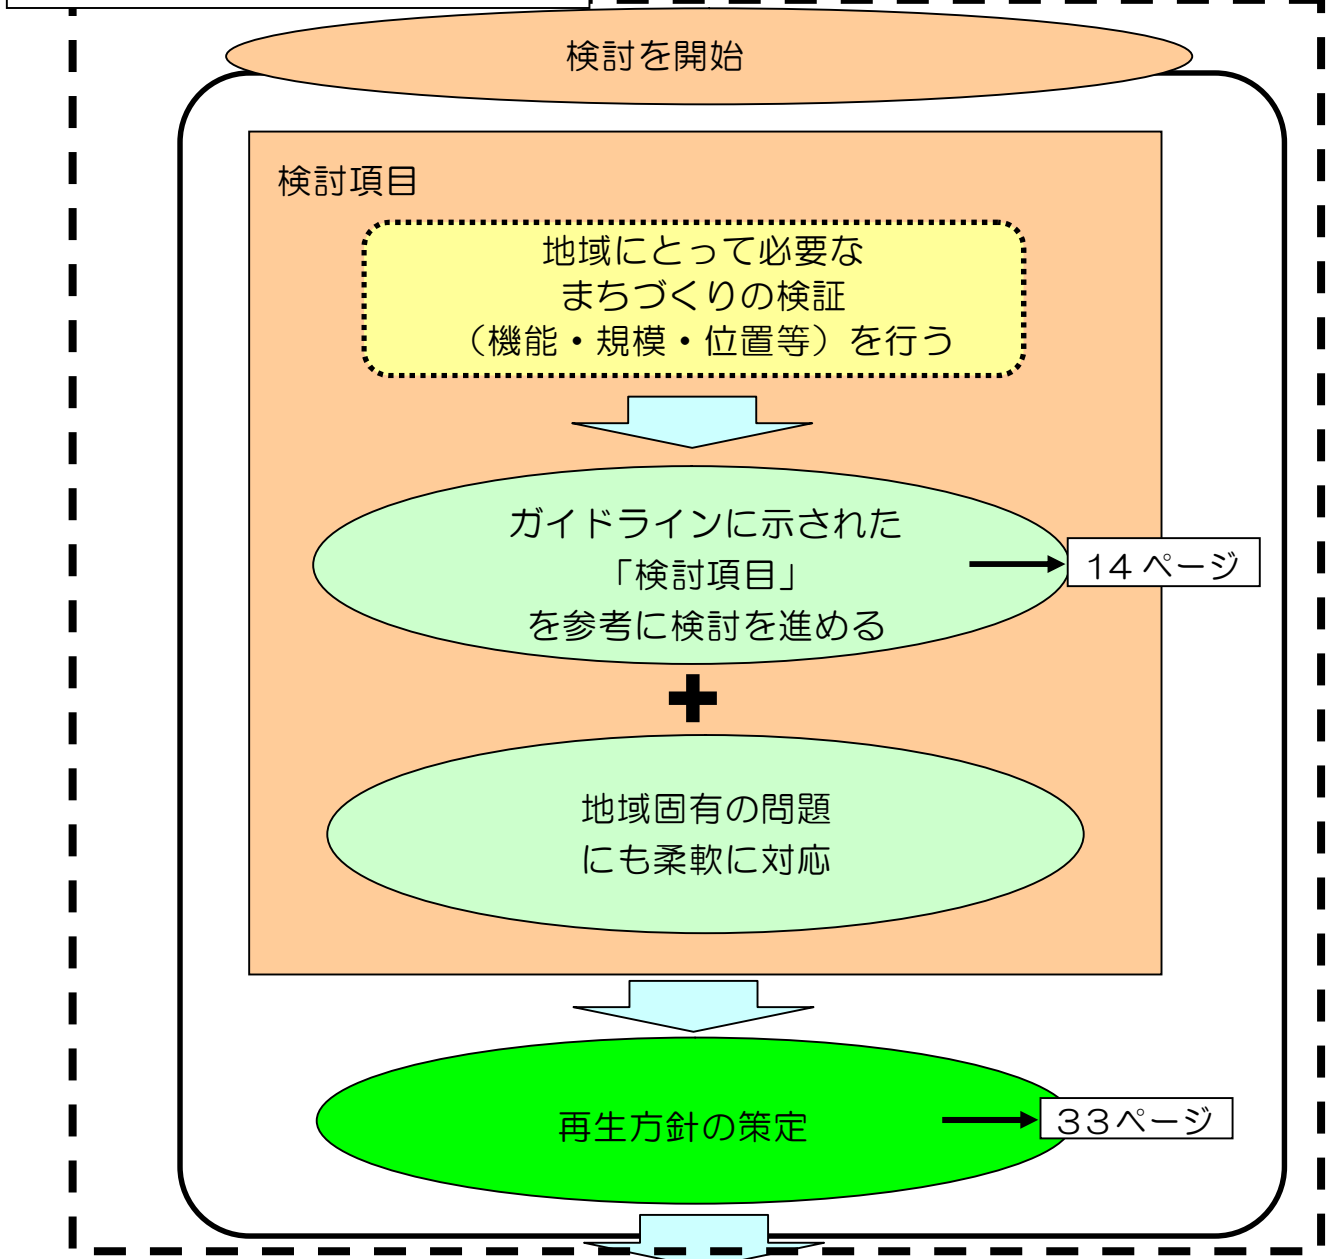 検討を開始
検討項目
地域にとって必要な
まちづくりの検証
（機能・規模・位置等）を行う
ガイドラインに示された
「検討項目」
を参考に検討を進める
14 ページ
地域固有の問題
にも柔軟に対応
再生方針の策定
33ページ